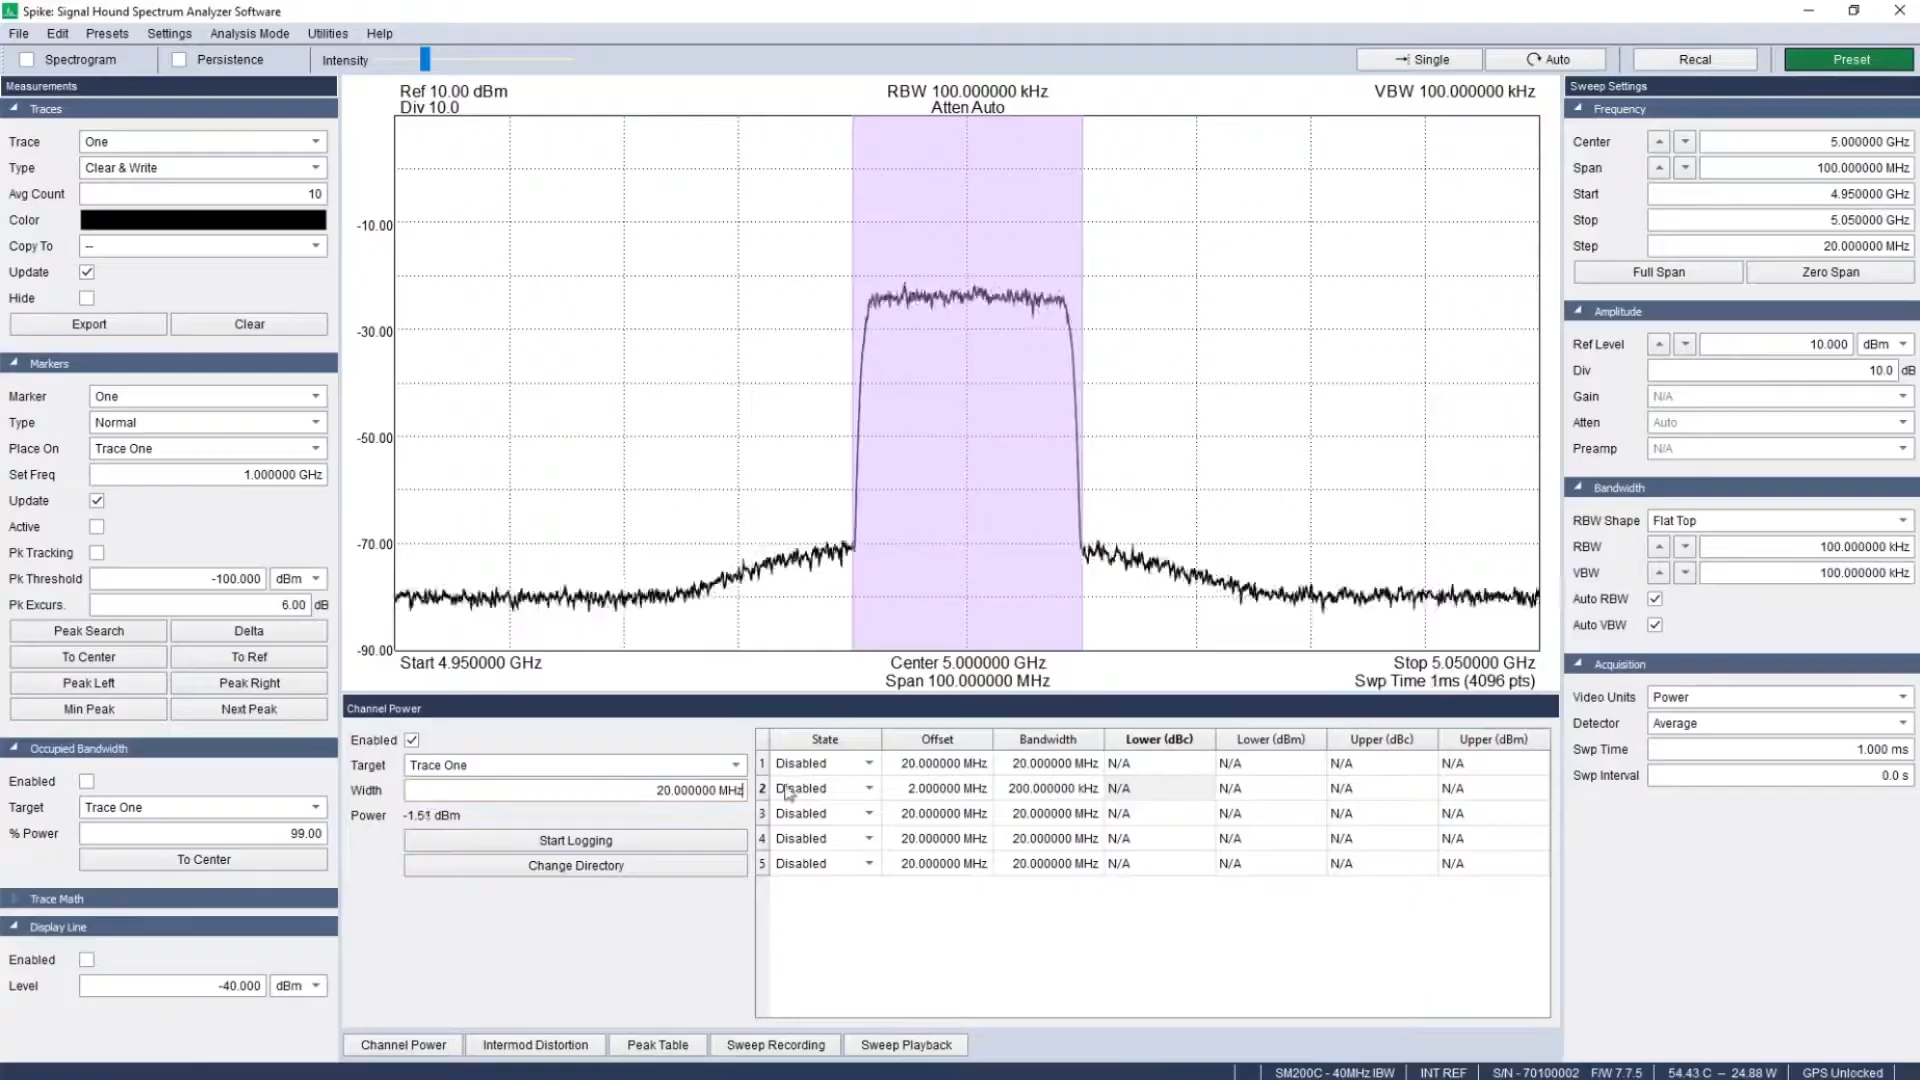 Spike: Signal Hound Spectrum Analyzer Software
File Edit Presets Settings Analysis Mode Utilities Help
Spectrogram Persistence Intensity Single Auto Recal Preset
Measurements
Traces
Trace One
Type Clear & Write
Avg Count 10
Color
Copy To --
Update
Hide
Export Clear
Markers
Marker One
Type Normal
Place On Trace One
Set Freq 1.000000 GHz
Update
Active
Pk Tracking
Pk Threshold -100.000 dBm
Pk Excurs. 6.00 dB
Peak Search Delta
To Center To Ref
Peak Left Peak Right
Min Peak Next Peak
Occupied Bandwidth
Enabled
Target Trace One
% Power 99.00
To Center
Trace Math
Display Line
Enabled
Level -40.000 dBm
Ref 10.00 dBm RBW 100.000000 kHz VBW 100.000000 kHz
Div 10.0 Atten Auto
-10.00
-30.00
-50.00
-70.00
-90.00
Start 4.950000 GHz Center 5.000000 GHz Stop 5.050000 GHz
Span 100.000000 MHz Swp Time 1ms (4096 pts)
Channel Power
Enabled
Target Trace One
Width 20.000000 MHz
Power -1.51 dBm
Start Logging
Change Directory
State Offset Bandwidth Lower (dBc) Lower (dBm) Upper (dBc) Upper (dBm)
1 Disabled 20.000000 MHz 20.000000 MHz N/A N/A N/A N/A
2 Disabled 2.000000 MHz 200.000000 kHz N/A N/A N/A N/A
3 Disabled 20.000000 MHz 20.000000 MHz N/A N/A N/A N/A
4 Disabled 20.000000 MHz 20.000000 MHz N/A N/A N/A N/A
5 Disabled 20.000000 MHz 20.000000 MHz N/A N/A N/A N/A
Channel Power Intermod Distortion Peak Table Sweep Recording Sweep Playback
Sweep Settings
Frequency
Center 5.000000 GHz
Span 100.000000 MHz
Start 4.950000 GHz
Stop 5.050000 GHz
Step 20.000000 MHz
Full Span Zero Span
Amplitude
Ref Level 10.000 dBm
Div 10.0 dB
Gain N/A
Atten Auto
Preamp N/A
Bandwidth
RBW Shape Flat Top
RBW 100.000000 kHz
VBW 100.000000 kHz
Auto RBW
Auto VBW
Acquisition
Video Units Power
Detector Average
Swp Time 1.000 ms
Swp Interval 0.0 s
SM200C - 40MHz IBW INT REF S/N - 70100002 F/W 7.7.5 54.43 C -- 24.88 W GPS Unlocked